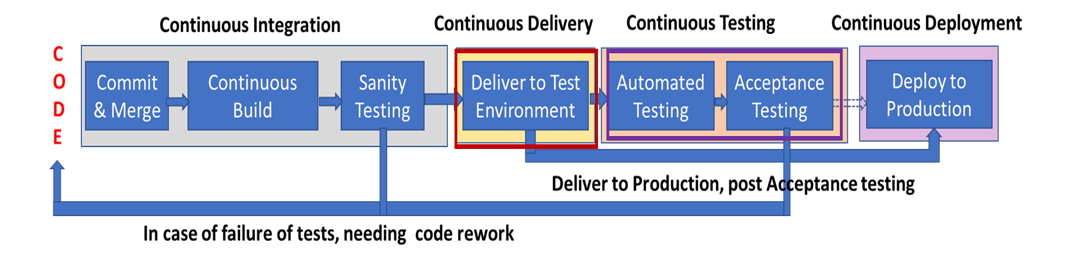 Continuous Integration
Continuous Delivery
Continuous Testing
Continuous Deployment
C
O
D
E
Commit
& Merge
Continuous
Build
Sanity
Testing
Deliver to Test
Environment
Automated
Testing
Acceptance
Testing
Deploy to
Production
Deliver to Production, post Acceptance testing
In case of failure of tests, needing code rework